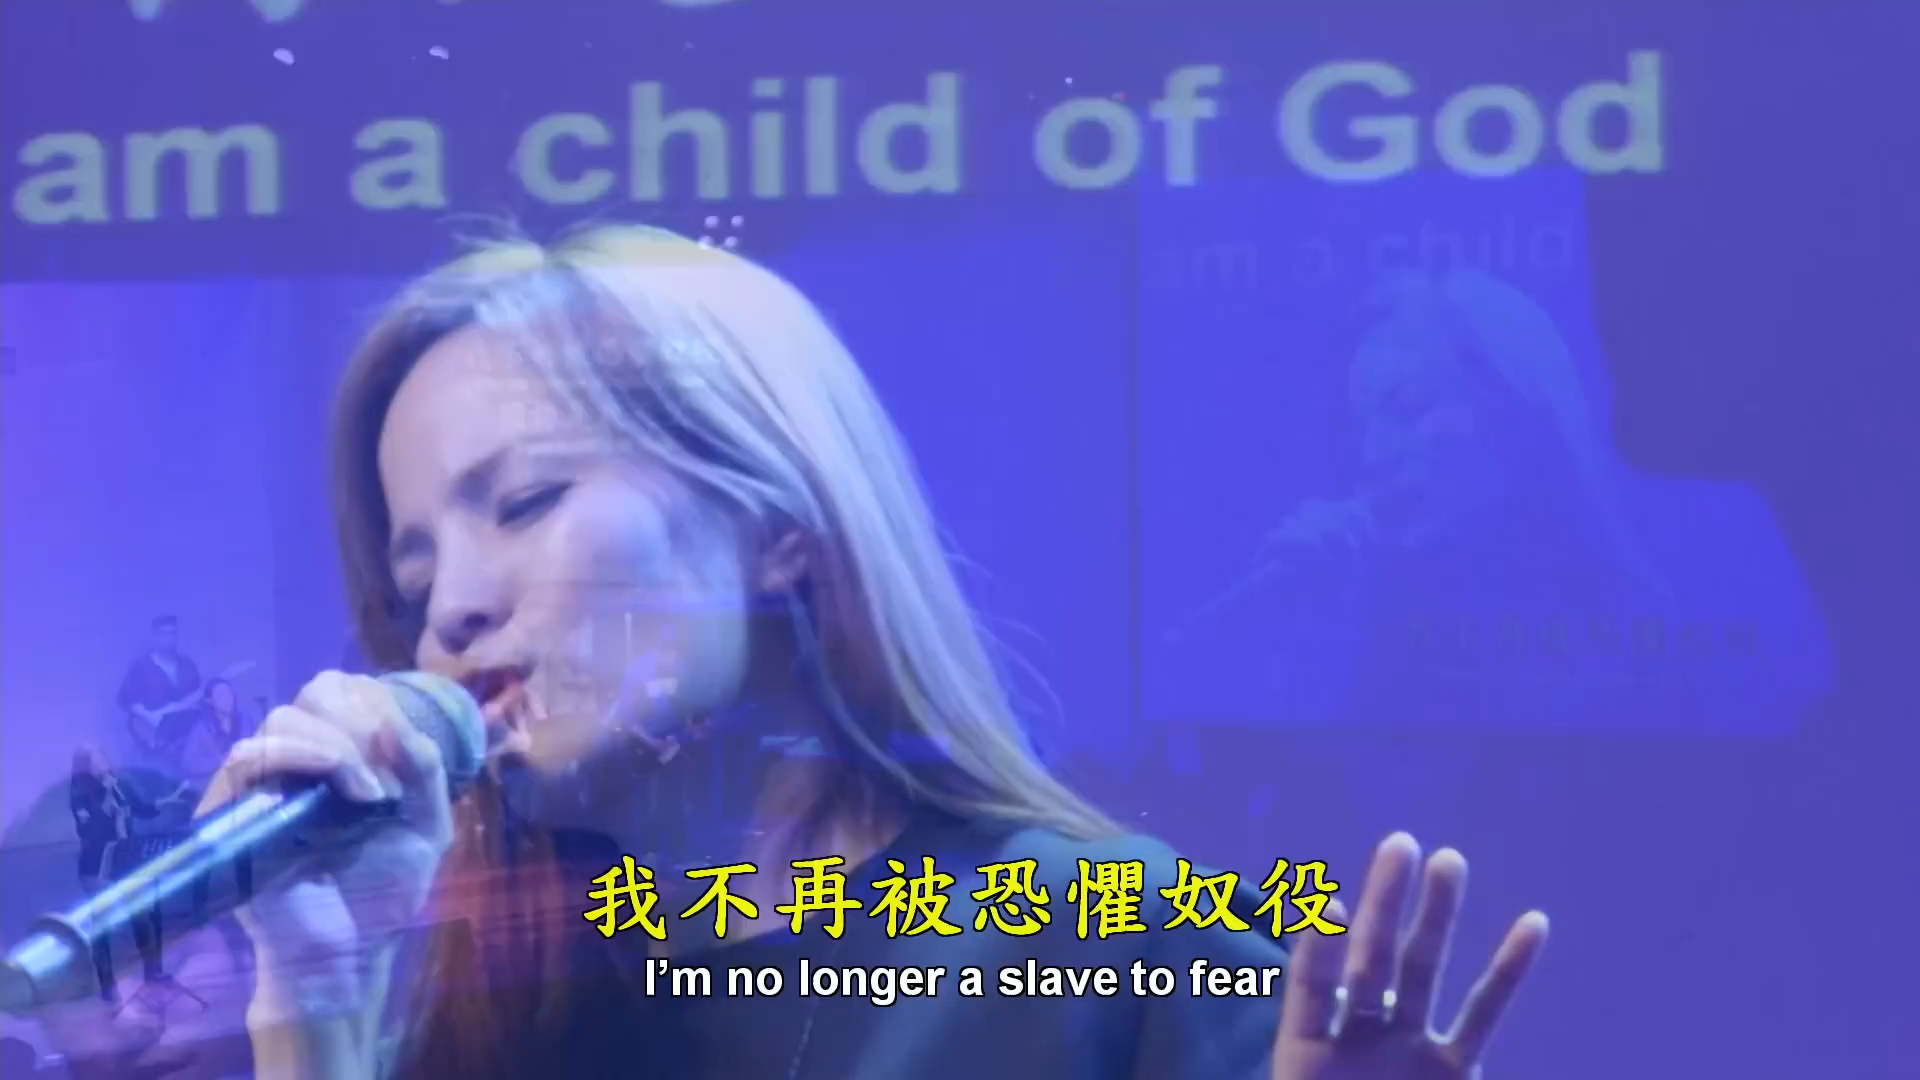 am a child of God
am a child
我不再被恐懼奴役
I’m no longer a slave to fear